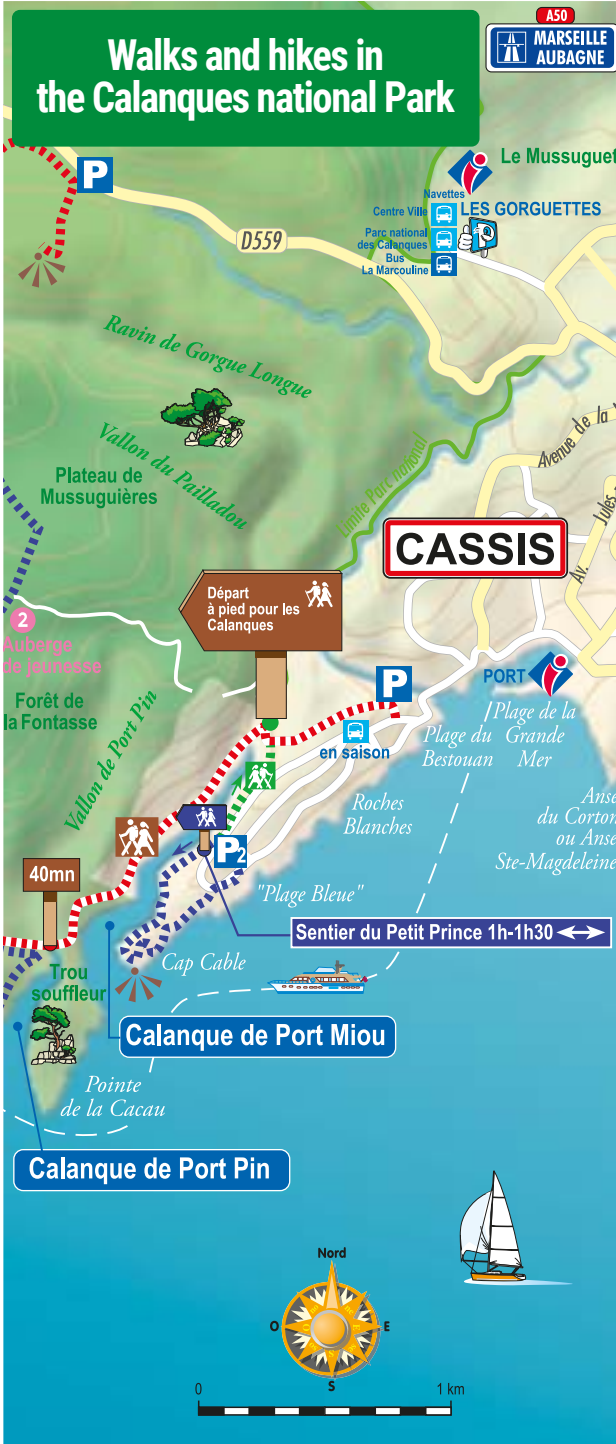 A50
MARSEILLE
AUBAGNE
Walks and hikes in
the Calanques national Park
P
Le Mussuguet
Navettes
Centre Ville
LES GORGUETTES
Parc national
des Calanques
Bus
La Marcouline
D559
Ravin de Gorgue Longue
Vallon du Pailladou
Plateau de
Mussuguières
Limite Parc national
Avenue de la
Jules
Av.
CASSIS
Départ
à pied pour les
Calanques
2
Auberge
de jeunesse
Forêt de
la Fontasse
Vallon de Port Pin
P
PORT
en saison
Plage du
Bestouan
Plage de la
Grande
Mer
Roches
Blanches
Anse
du Corton
ou Anse
Ste-Magdeleine
P2
40mn
"Plage Bleue"
Sentier du Petit Prince 1h-1h30
Cap Cable
Trou
souffleur
Calanque de Port Miou
Pointe
de la Cacau
Calanque de Port Pin
Nord
O
E
S
0
1 km